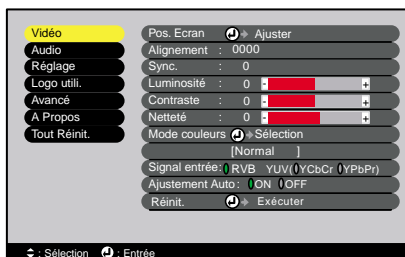 Vidéo
Audio
Réglage
Logo utili.
Avancé
A Propos
Tout Réinit.
Pos. Ecran Ajuster
Alignement : 0000
Sync. : 0
Luminosité : 0 - +
Contraste : 0 - +
Netteté : 0 - +
Mode couleurs Sélection
[Normal ]
Signal entrée: RVB YUV( YCbCr YPbPr)
Ajustement Auto : ON OFF
Réinit. Exécuter
: Sélection : Entrée